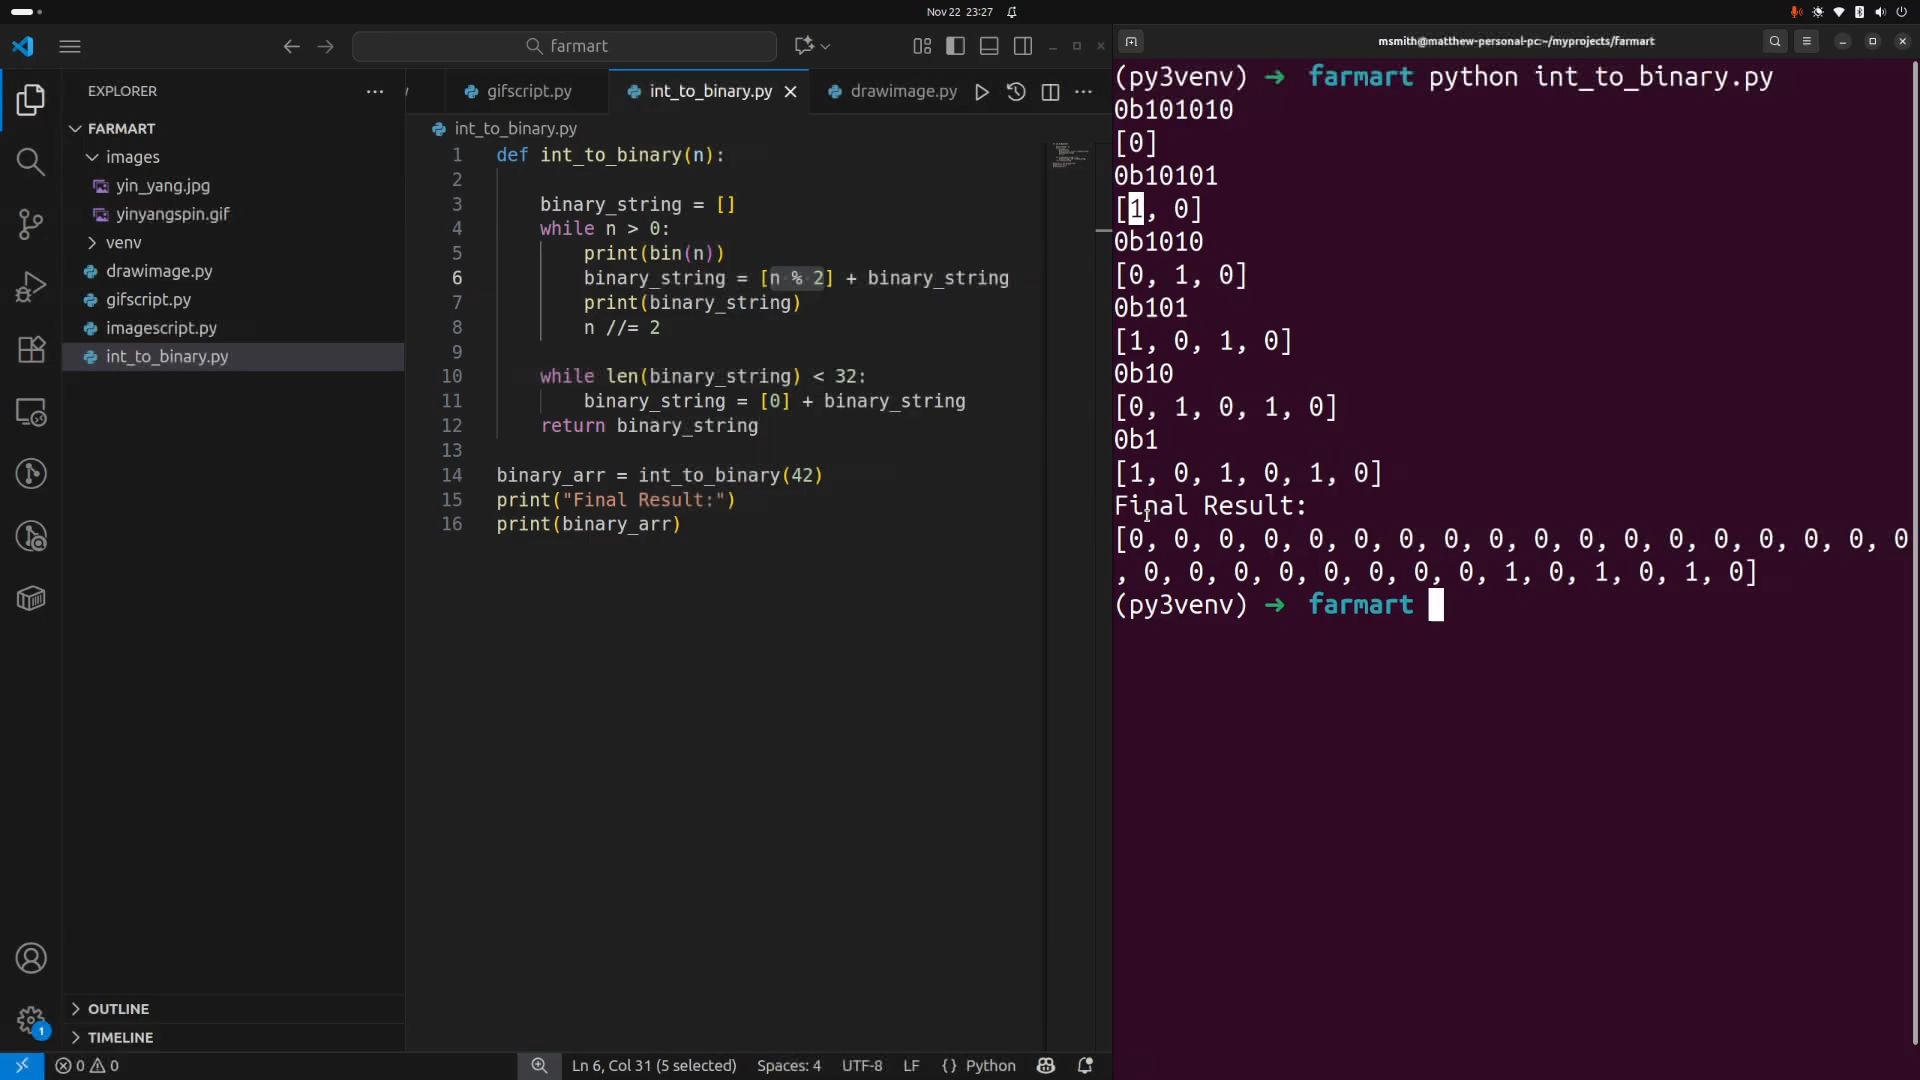 Nov 22 23:27
farmart
msmith@matthew-personal-pc:~/myprojects/farmart
EXPLORER
FARMART
images
yin_yang.jpg
yinyangspin.gif
venv
drawimage.py
gifscript.py
imagescript.py
int_to_binary.py
OUTLINE
TIMELINE
gifscript.py
int_to_binary.py
drawimage.py
int_to_binary.py
1 def int_to_binary(n):
2
3 binary_string = []
4 while n > 0:
5 print(bin(n))
6 binary_string = [n % 2] + binary_string
7 print(binary_string)
8 n //= 2
9
10 while len(binary_string) < 32:
11 binary_string = [0] + binary_string
12 return binary_string
13
14 binary_arr = int_to_binary(42)
15 print("Final Result:")
16 print(binary_arr)
(py3venv) → farmart python int_to_binary.py
0b101010
[0]
0b10101
[1, 0]
0b1010
[0, 1, 0]
0b101
[1, 0, 1, 0]
0b10
[0, 1, 0, 1, 0]
0b1
[1, 0, 1, 0, 1, 0]
Final Result:
[0, 0, 0, 0, 0, 0, 0, 0, 0, 0, 0, 0, 0, 0, 0, 0, 0, 0
, 0, 0, 0, 0, 0, 0, 0, 0, 1, 0, 1, 0, 1, 0]
(py3venv) → farmart
1
0 0
Ln 6, Col 31 (5 selected)
Spaces: 4
UTF-8
LF
{} Python